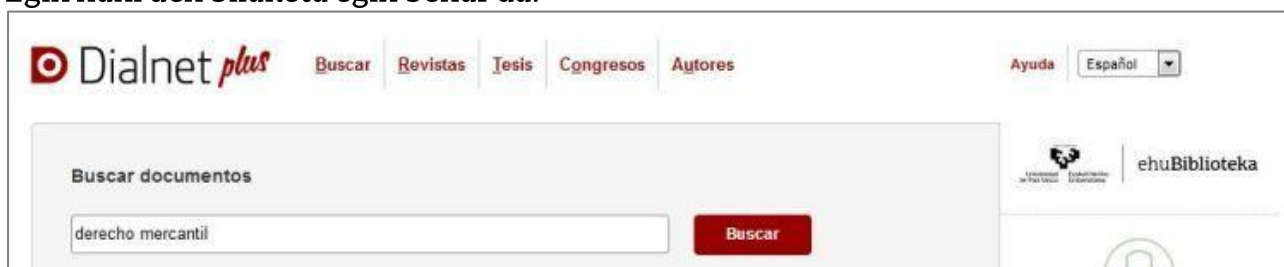 Dialnet plus Buscar Revistas Tesis Congresos Autores Ayuda Español
Buscar documentos
ehuBiblioteka
derecho mercantil Buscar